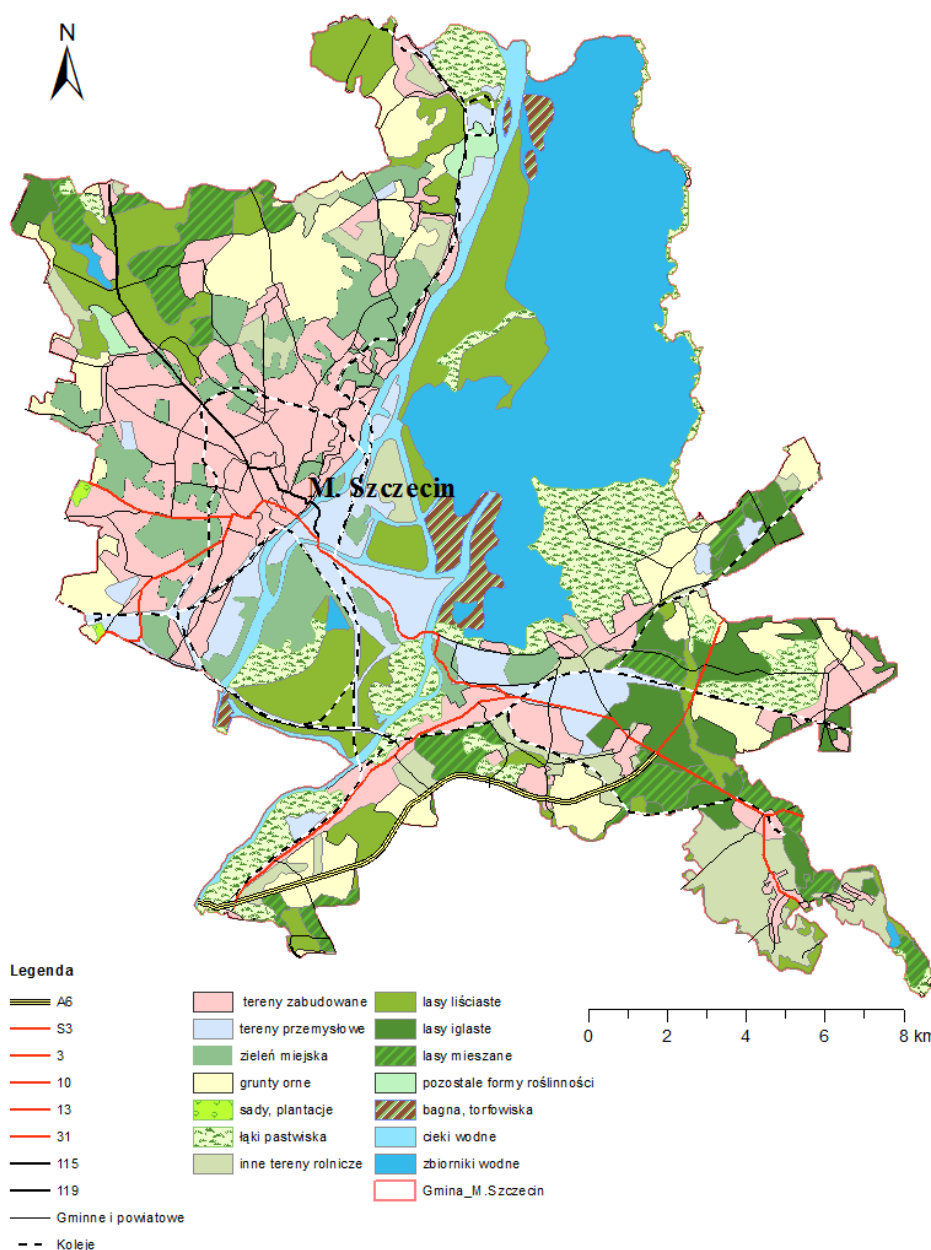 N
M. Szczecin
Legenda
A6
S3
3
10
13
31
115
119
Gminne i powiatowe
Koleje
tereny zabudowane
tereny przemysłowe
zieleń miejska
grunty orne
sady, plantacje
łąki pastwiska
inne tereny rolnicze
lasy liściaste
lasy iglaste
lasy mieszane
pozostałe formy roślinności
bagna, torfowiska
cieki wodne
zbiorniki wodne
Gmina_M.Szczecin
0 2 4 6 8 km